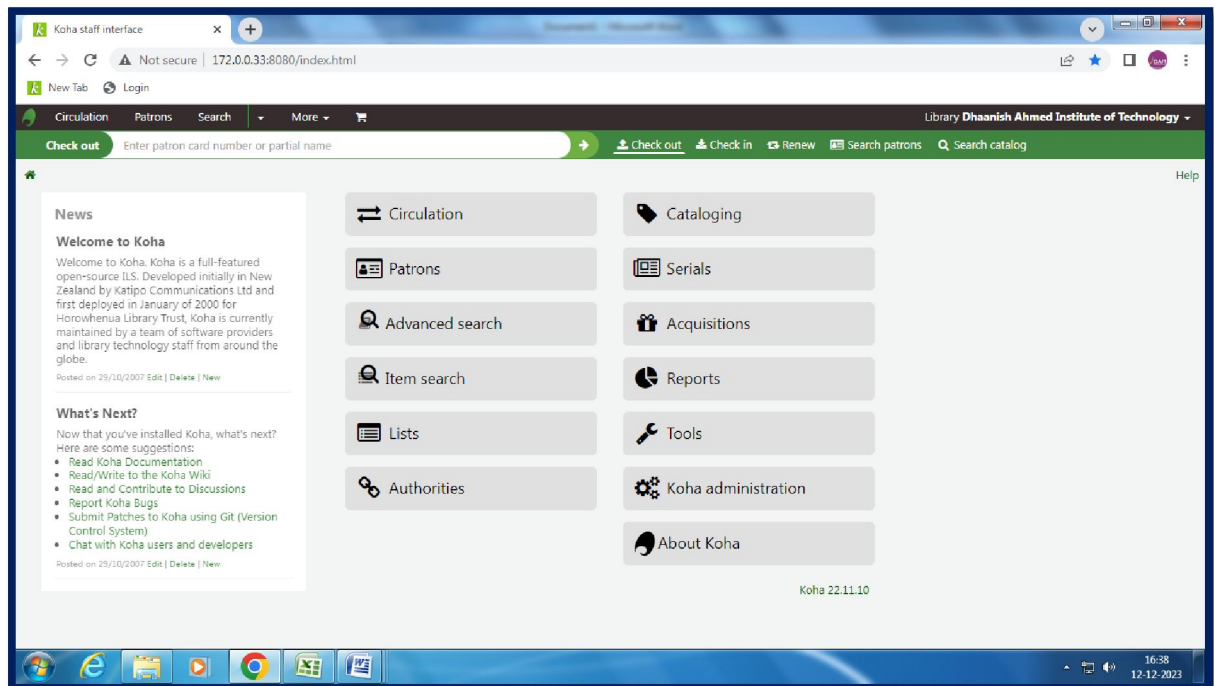 Koha staff interface
Not secure 172.0.0.33:8080/index.html
New Tab Login
Circulation Patrons Search More Library Dhaanish Ahmed Institute of Technology
Check out Enter patron card number or partial name Check out Check in Renew Search patrons Search catalog
Help
News
Welcome to Koha
Welcome to Koha. Koha is a full-featured
open-source ILS. Developed initially in New
Zealand by Katipo Communications Ltd and
first deployed in January of 2000 for
Horowhenua Library Trust, Koha is currently
maintained by a team of software providers
and library technology staff from around the
globe.
Posted on 29/10/2007 Edit | Delete | New
What's Next?
Now that you've installed Koha, what's next?
Here are some suggestions:
• Read Koha Documentation
• Read/Write to the Koha Wiki
• Read and Contribute to Discussions
• Report Koha Bugs
• Submit Patches to Koha using Git (Version
Control System)
• Chat with Koha users and developers
Posted on 29/10/2007 Edit | Delete | New
Circulation
Patrons
Advanced search
Item search
Lists
Authorities
Cataloging
Serials
Acquisitions
Reports
Tools
Koha administration
About Koha
Koha 22.11.10
16:38
12-12-2023